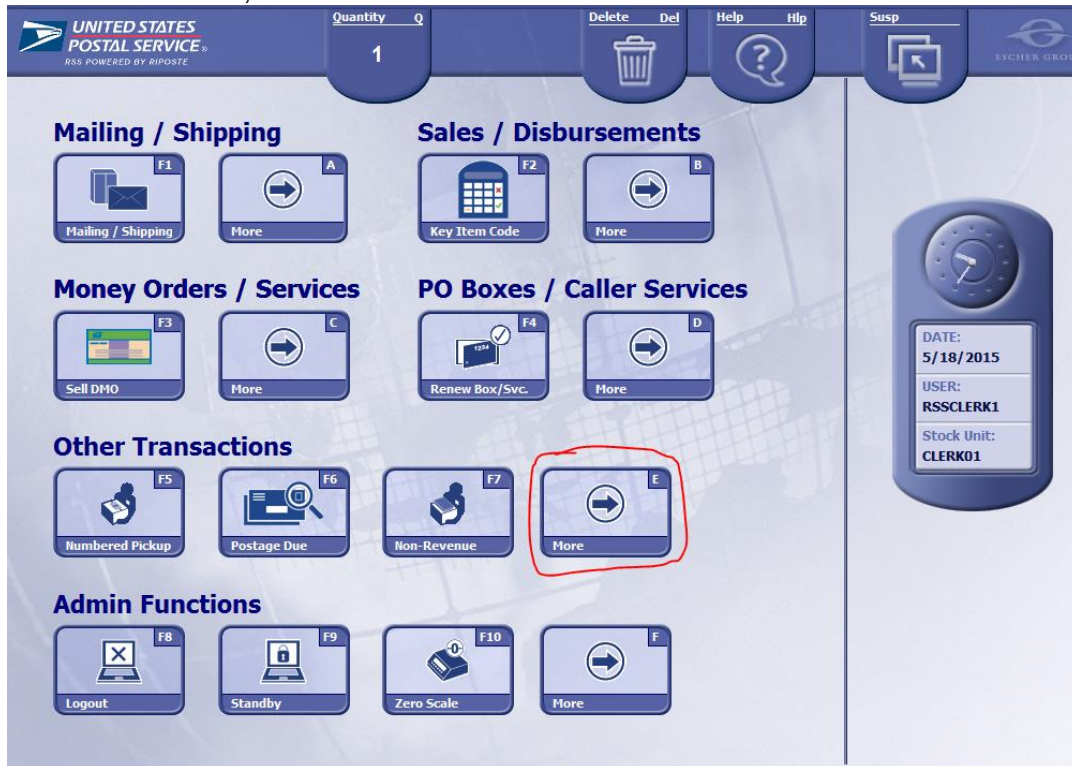 UNITED STATES
POSTAL SERVICE®
RSS POWERED BY RIPOSTE
Quantity Q
1
Delete Del
Help Hlp
Susp
ESCHER GROU
Mailing / Shipping
F1
Mailing / Shipping
A
More
Sales / Disbursements
F2
Key Item Code
B
More
Money Orders / Services
F3
Sell DMO
C
More
PO Boxes / Caller Services
F4
1234
Renew Box/Svc.
D
More
Other Transactions
F5
Numbered Pickup
F6
Postage Due
F7
Non-Revenue
E
More
Admin Functions
F8
Logout
F9
Standby
F10
-0-
Zero Scale
F
More
DATE:
5/18/2015
USER:
RSSCLERK1
Stock Unit:
CLERK01